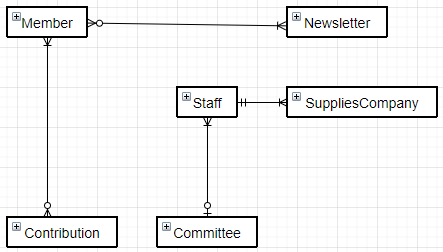 Member
Newsletter
Staff
SuppliesCompany
Contribution
Committee